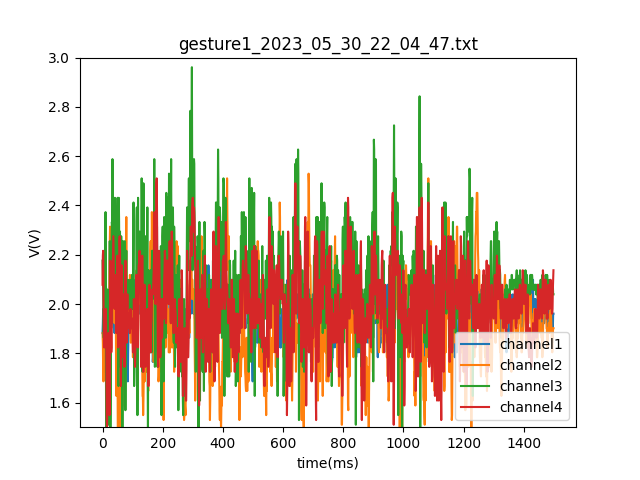 gesture1_2023_05_30_22_04_47.txt
3.0
2.8
2.6
2.4
2.2
2.0
1.8
1.6
V(V)
channel1
channel2
channel3
channel4
0 200 400 600 800 1000 1200 1400
time(ms)